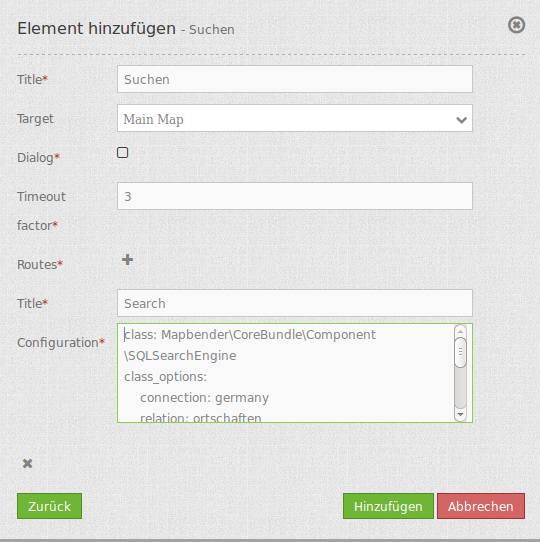 Element hinzufügen - Suchen
Title* Suchen
Target Main Map
Dialog*
Timeout factor* 3
Routes*
Title* Search
Configuration* class: Mapbender\CoreBundle\Component
\SQLSearchEngine
class_options:
connection: germany
relation: ortschaften
Zurück Hinzufügen Abbrechen